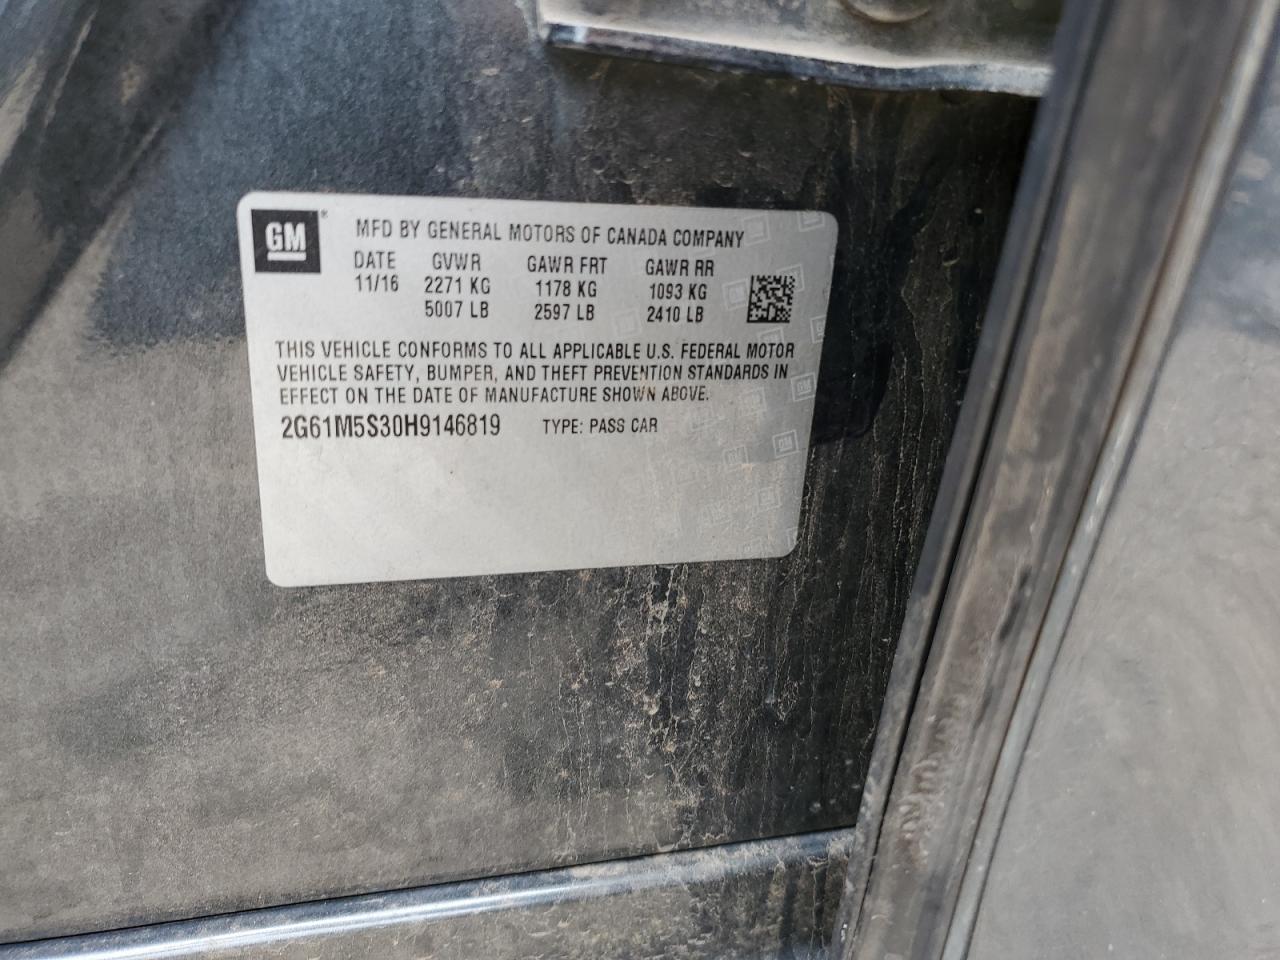 GM® MFD BY GENERAL MOTORS OF CANADA COMPANY
DATE GVWR GAWR FRT GAWR RR
11/16 2271 KG 1178 KG 1093 KG
5007 LB 2597 LB 2410 LB
THIS VEHICLE CONFORMS TO ALL APPLICABLE U.S. FEDERAL MOTOR
VEHICLE SAFETY, BUMPER, AND THEFT PREVENTION STANDARDS IN
EFFECT ON THE DATE OF MANUFACTURE SHOWN ABOVE.
2G61M5S30H9146819 TYPE: PASS CAR